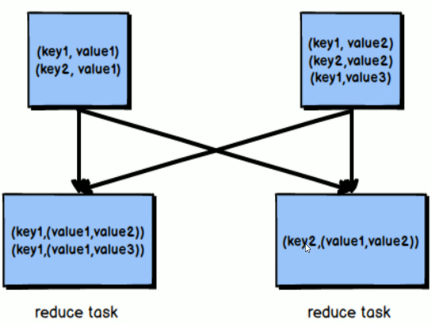 (key1, value1)
(key2, value1)
(key1, value2)
(key2,value2)
(key1,value3)
(key1,(value1,value2))
(key1,(value1,value3))
(key2,(value1,value2))
reduce task
reduce task